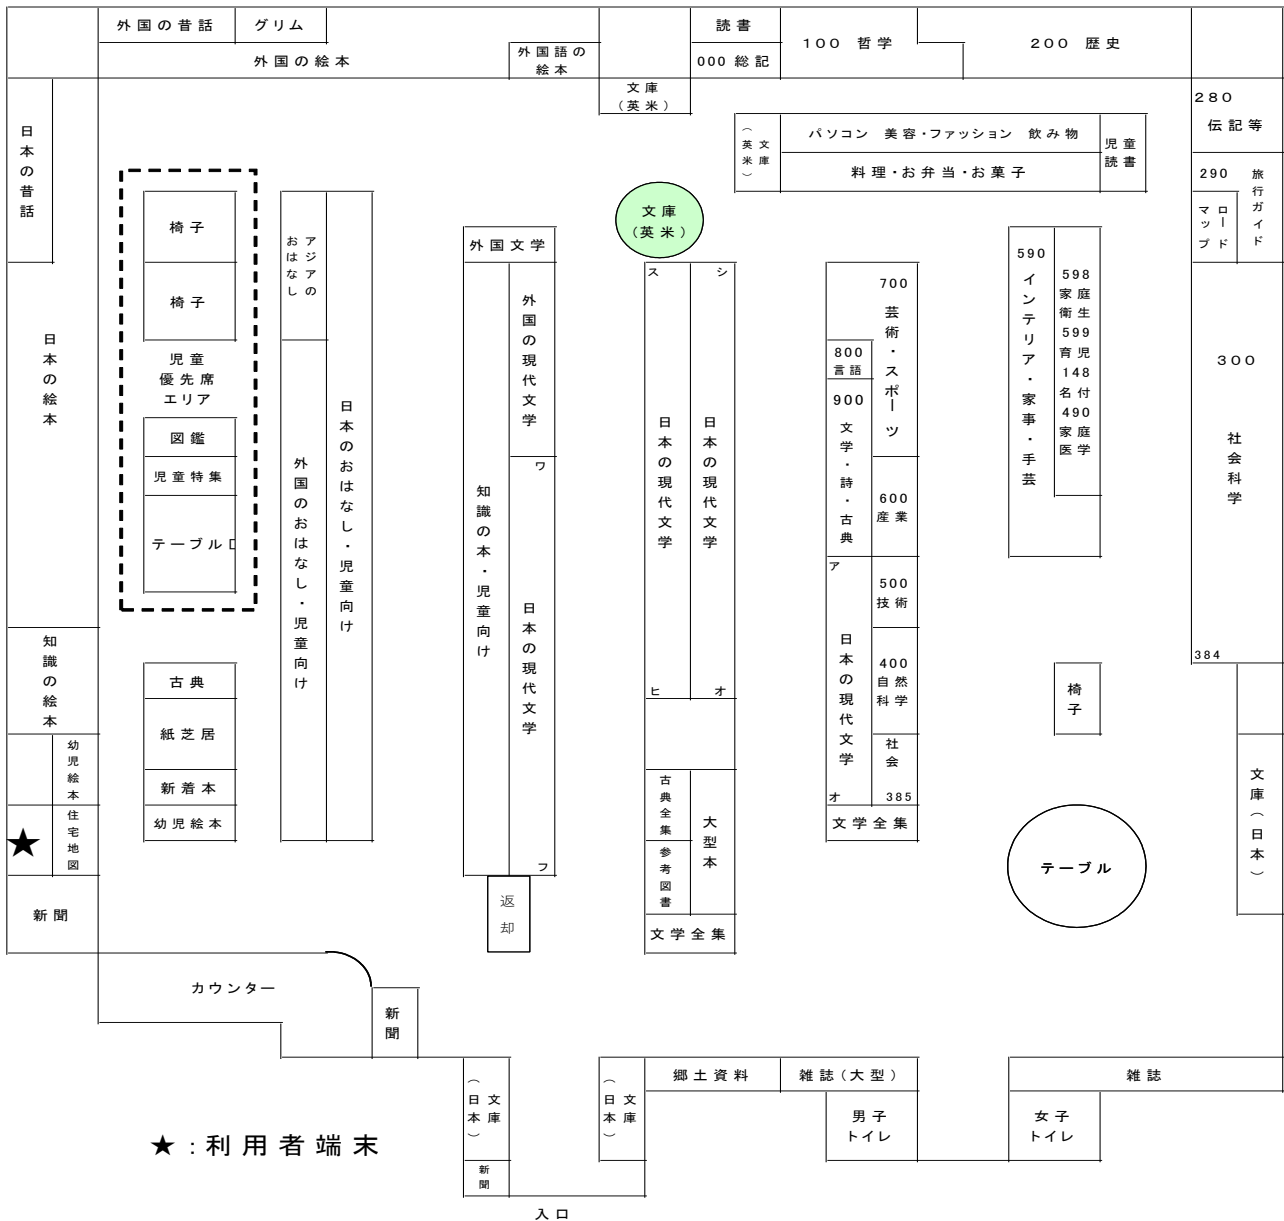 外国の昔話
グリム
外国の絵本
外国語の
絵本
読書
000 総記
100 哲学
200 歴史
文庫
(英米)
280
伝記等
日本の昔話
文庫
(英米)
パソコン 美容・ファッション 飲み物
料理・お弁当・お菓子
児童
読書
290
旅行ガイド
ロード
マップ
椅子
椅子
児童
優先席
エリア
図鑑
児童特集
テーブル
アジアの
おはなし
外国文学
文庫
(英米)
日本の絵本
外国のおはなし・児童向け
日本のおはなし・児童向け
知識の本・児童向け
外国の現代文学
ワ
日本の現代文学
フ
ス
日本の現代文学
ヒ
シ
日本の現代文学
オ
700
芸術・スポーツ
800
言語
900
文学・詩・古典
600
産業
500
技術
400
自然
科学
社会
385
ア
日本の現代文学
オ
文学全集
590
インテリア・家事・手芸
598
家庭
衛生
599
育児
148
名付
490
家庭
医学
300
社会科学
384
知識の絵本
古典
紙芝居
新着本
幼児絵本
幼児絵本
住宅地図
★
新聞
古典全集
参考図書
大型本
文学全集
椅子
テーブル
文庫(日本)
返却
カウンター
新聞
文庫
(日本)
新聞
文庫
(日本)
郷土資料
雑誌(大型)
雑誌
男子
トイレ
女子
トイレ
★:利用者端末
入口